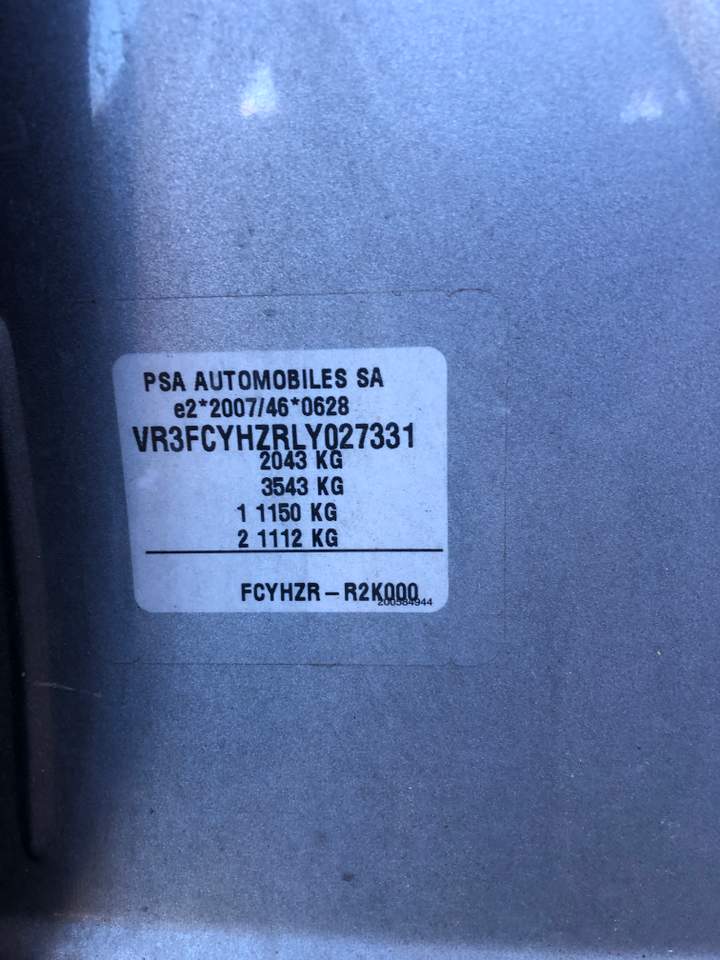 PSA AUTOMOBILES SA
e2*2007/46*0628
VR3FCYHZRLY027331
2043 KG
3543 KG
1 1150 KG
2 1112 KG
FCYHZR – R2K000
200584944